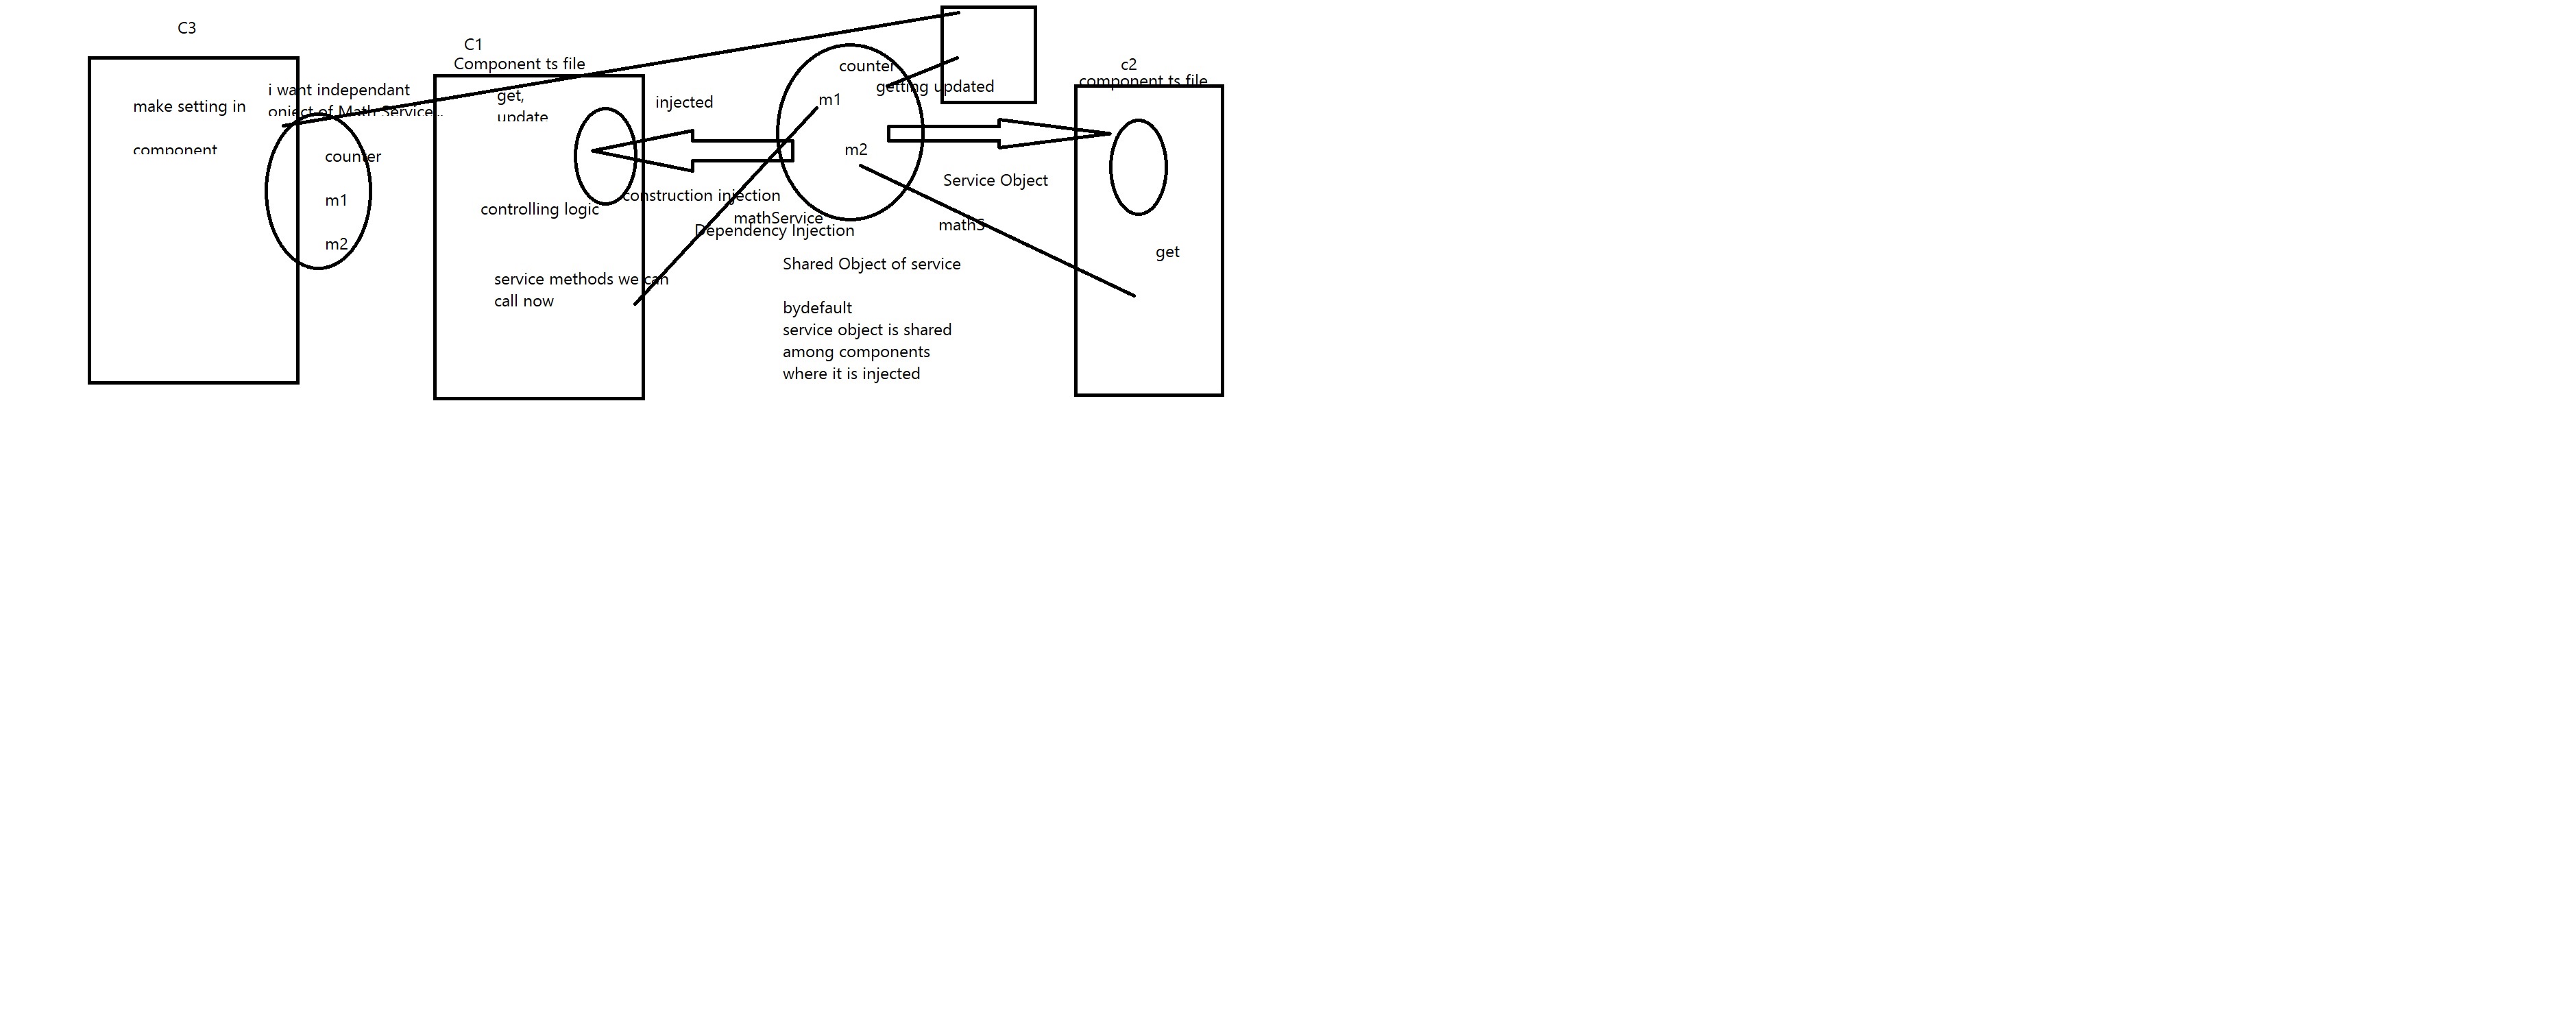 C3
make setting in
component
i want independant
onject of Math Service..
counter
m1
m2
C1
Component ts file
get,
update
controlling logic
service methods we can
call now
injected
construction injection
mathService
Dependency Injection
counter
getting updated
m1
m2
Service Object
mathS
Shared Object of service
bydefault
service object is shared
among components
where it is injected
c2
component ts file
get